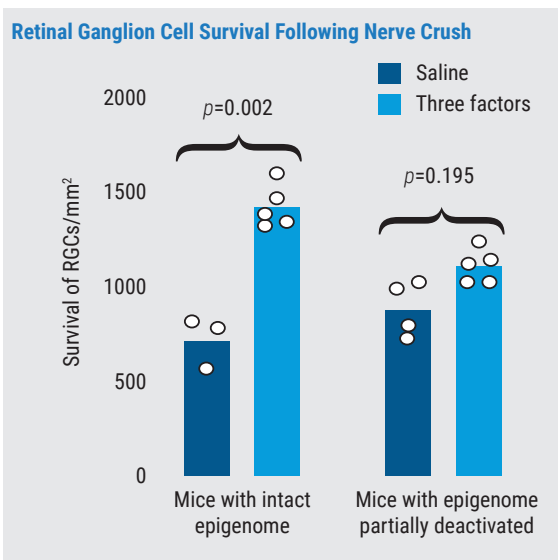 Retinal Ganglion Cell Survival Following Nerve Crush
Saline
Three factors
2000
1500
1000
500
0
Survival of RGCs/mm²
p=0.002
p=0.195
Mice with intact
epigenome
Mice with epigenome
partially deactivated